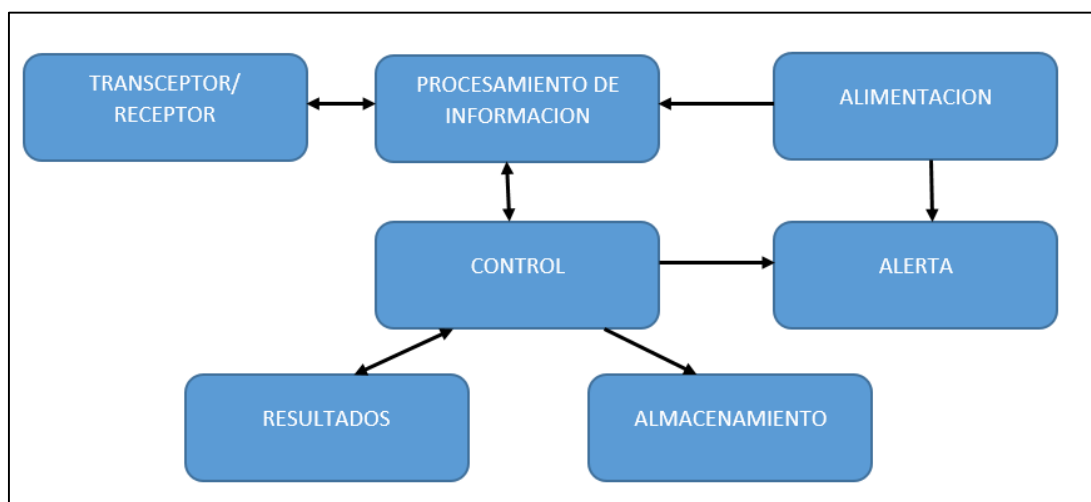 TRANSCEPTOR/
RECEPTOR
PROCESAMIENTO DE
INFORMACION
ALIMENTACION
CONTROL
ALERTA
RESULTADOS
ALMACENAMIENTO